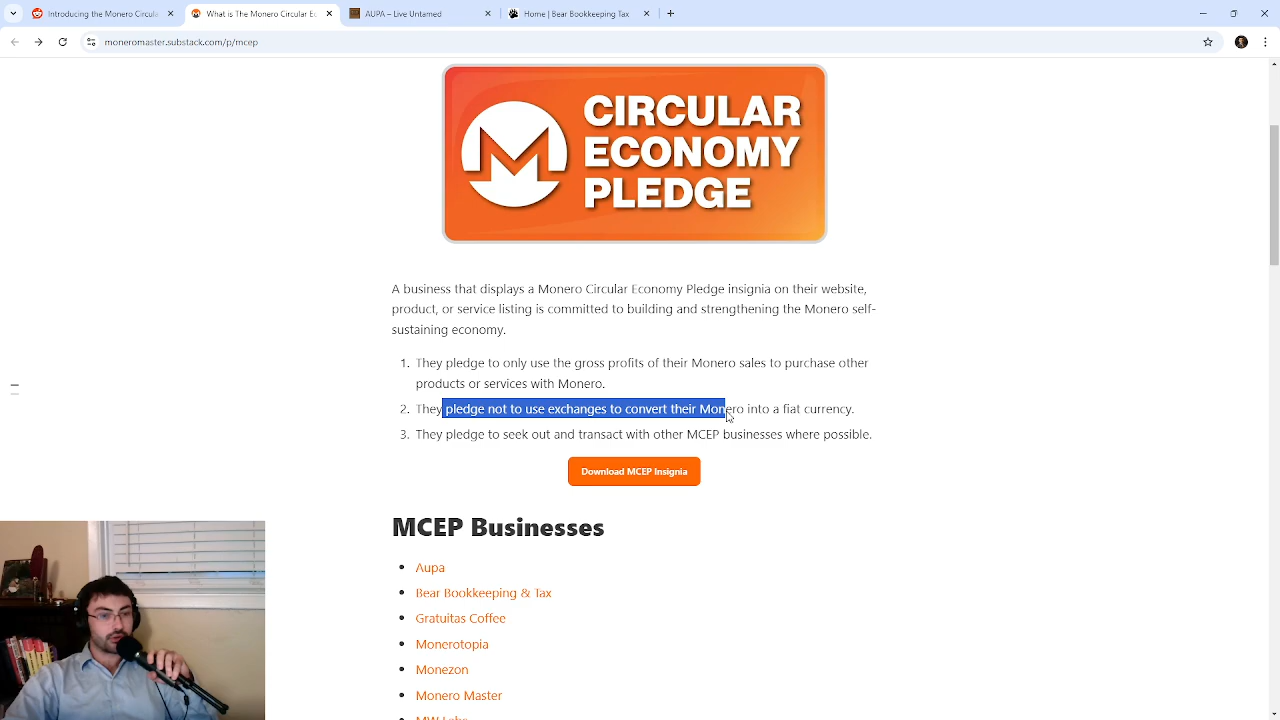 Introducing the Monero Circular
What is The Monero Circular Ec
AUPA – Live Untamed
Home | Bear Bookkeeping Tax
moneromaster.substack.com/p/mcep
CIRCULAR
ECONOMY
PLEDGE
A business that displays a Monero Circular Economy Pledge insignia on their website,
product, or service listing is committed to building and strengthening the Monero self-
sustaining economy.
1. They pledge to only use the gross profits of their Monero sales to purchase other
products or services with Monero.
2. They pledge not to use exchanges to convert their Monero into a fiat currency.
3. They pledge to seek out and transact with other MCEP businesses where possible.
Download MCEP Insignia
MCEP Businesses
• Aupa
• Bear Bookkeeping & Tax
• Gratuitas Coffee
• Monerotopia
• Monezon
• Monero Master
MW Labs